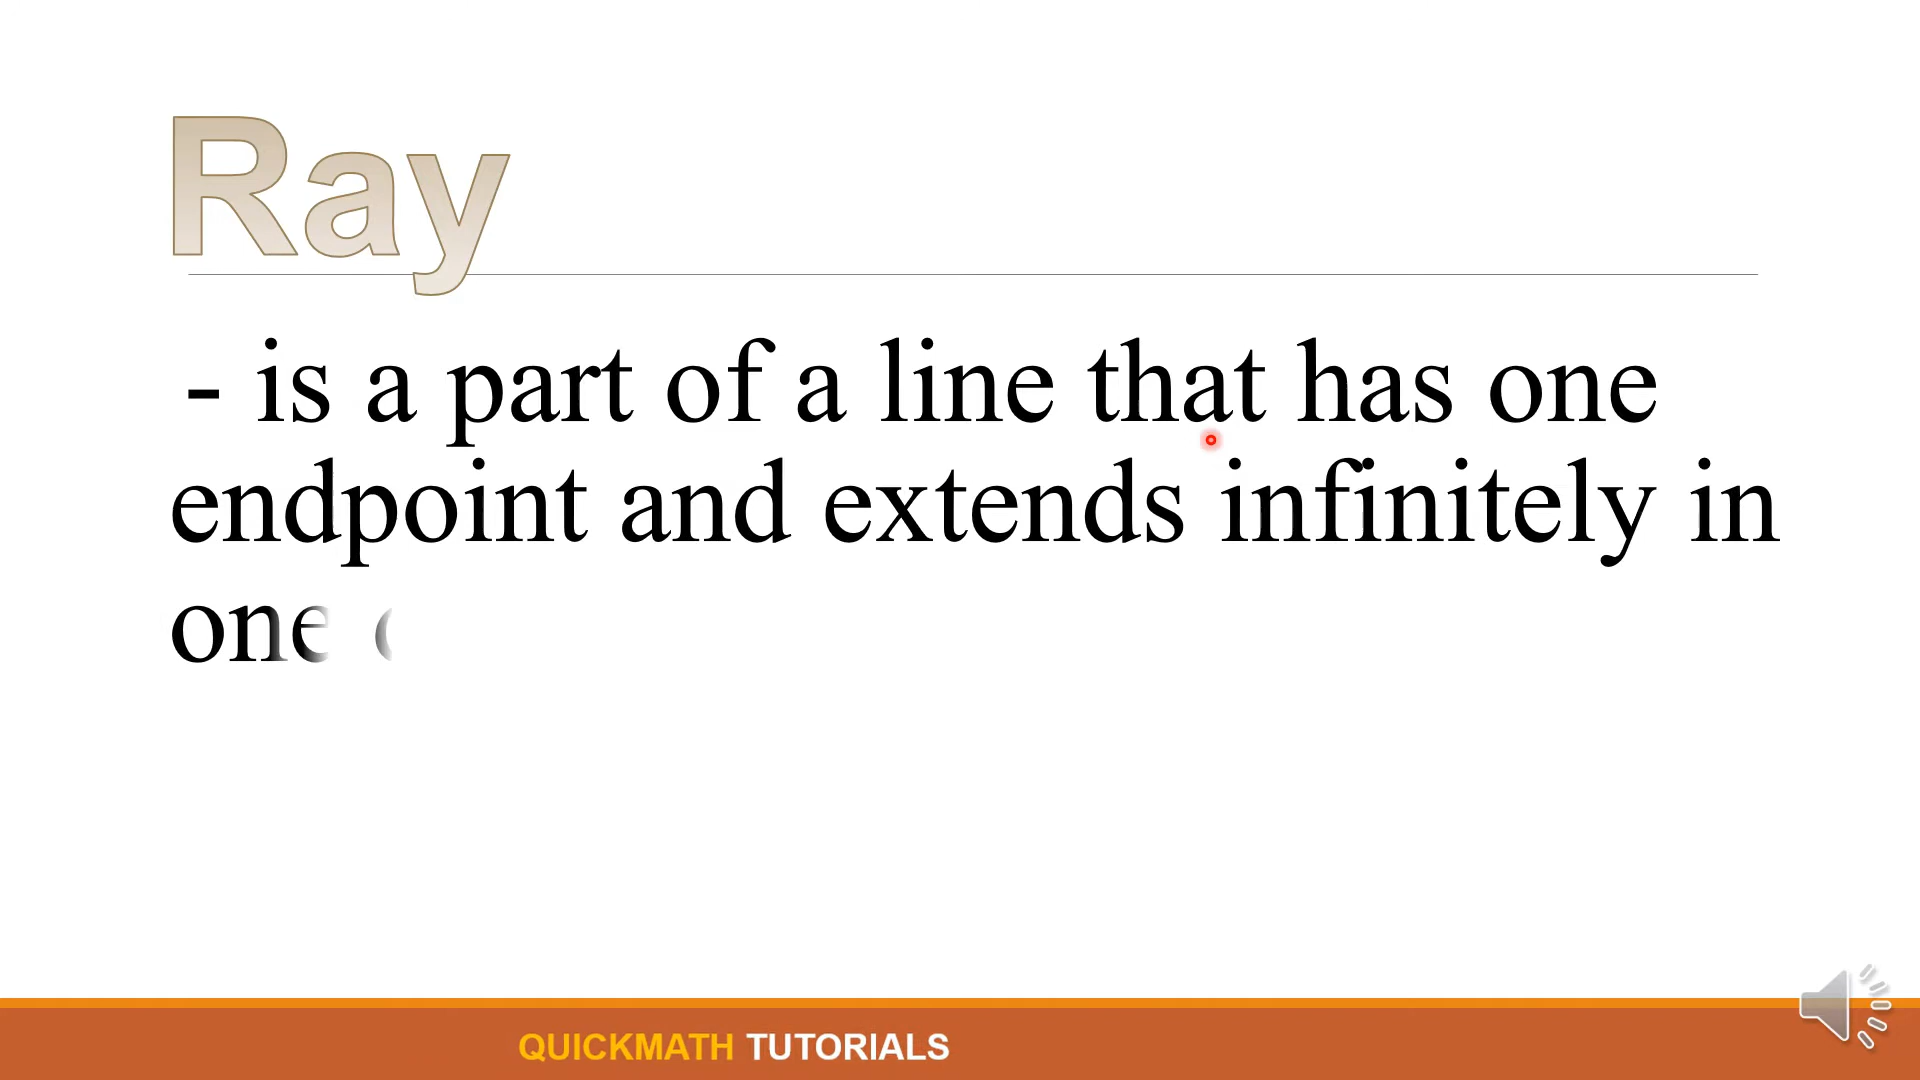 Ray
- is a part of a line that has one
endpoint and extends infinitely in
one
QUICKMATH TUTORIALS